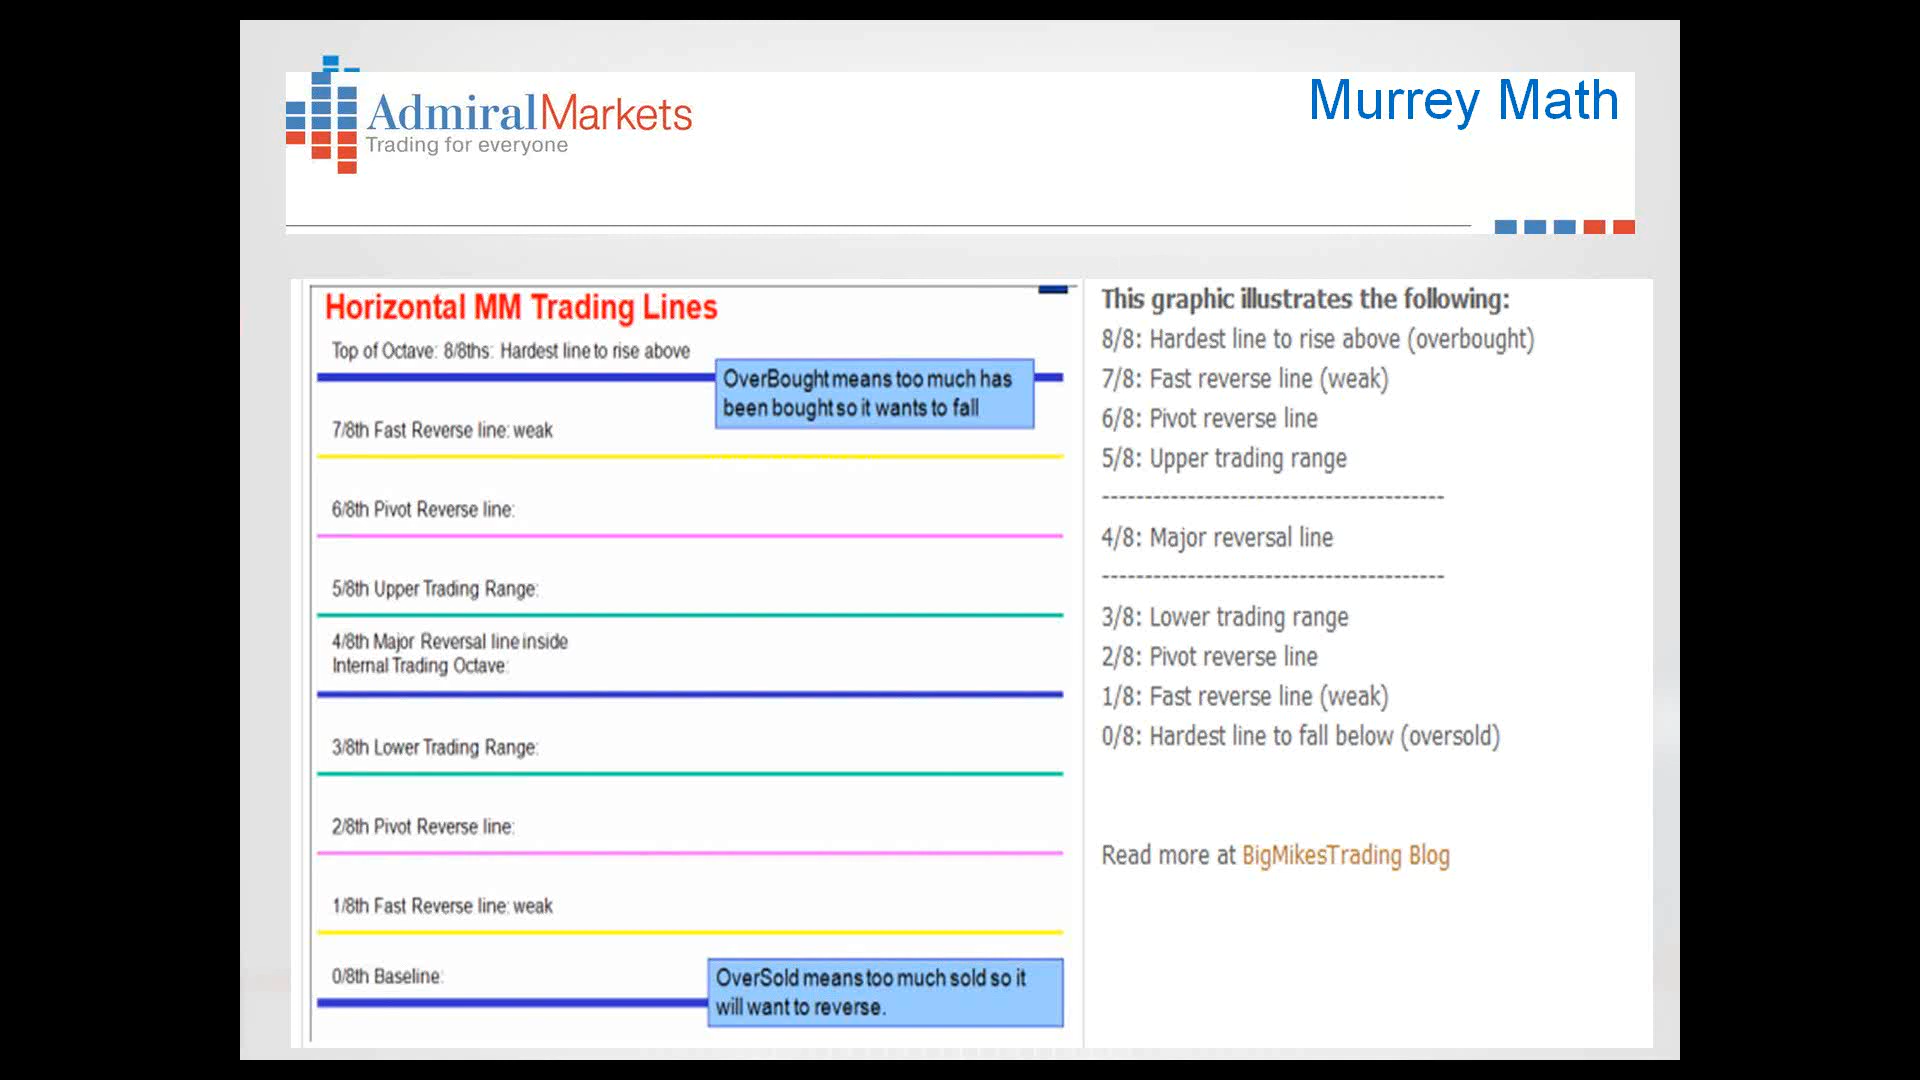 AdmiralMarkets
Trading for everyone
Murrey Math
Horizontal MM Trading Lines
Top of Octave: 8/8ths: Hardest line to rise above
OverBought means too much has
been bought so it wants to fall
7/8th Fast Reverse line: weak
6/8th Pivot Reverse line:
5/8th Upper Trading Range:
4/8th Major Reversal line inside
Internal Trading Octave:
3/8th Lower Trading Range:
2/8th Pivot Reverse line:
1/8th Fast Reverse line: weak
0/8th Baseline:
OverSold means too much sold so it
will want to reverse.
This graphic illustrates the following:
8/8: Hardest line to rise above (overbought)
7/8: Fast reverse line (weak)
6/8: Pivot reverse line
5/8: Upper trading range
----------------------------------------
4/8: Major reversal line
----------------------------------------
3/8: Lower trading range
2/8: Pivot reverse line
1/8: Fast reverse line (weak)
0/8: Hardest line to fall below (oversold)
Read more at BigMikesTrading Blog